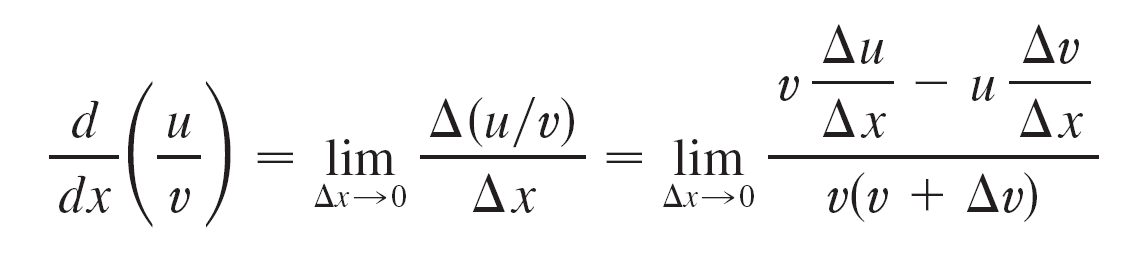 d/dx (u/v) = lim_{Δx→0} Δ(u/v)/Δx = lim_{Δx→0} (v Δu/Δx − u Δv/Δx)/(v(v + Δv))